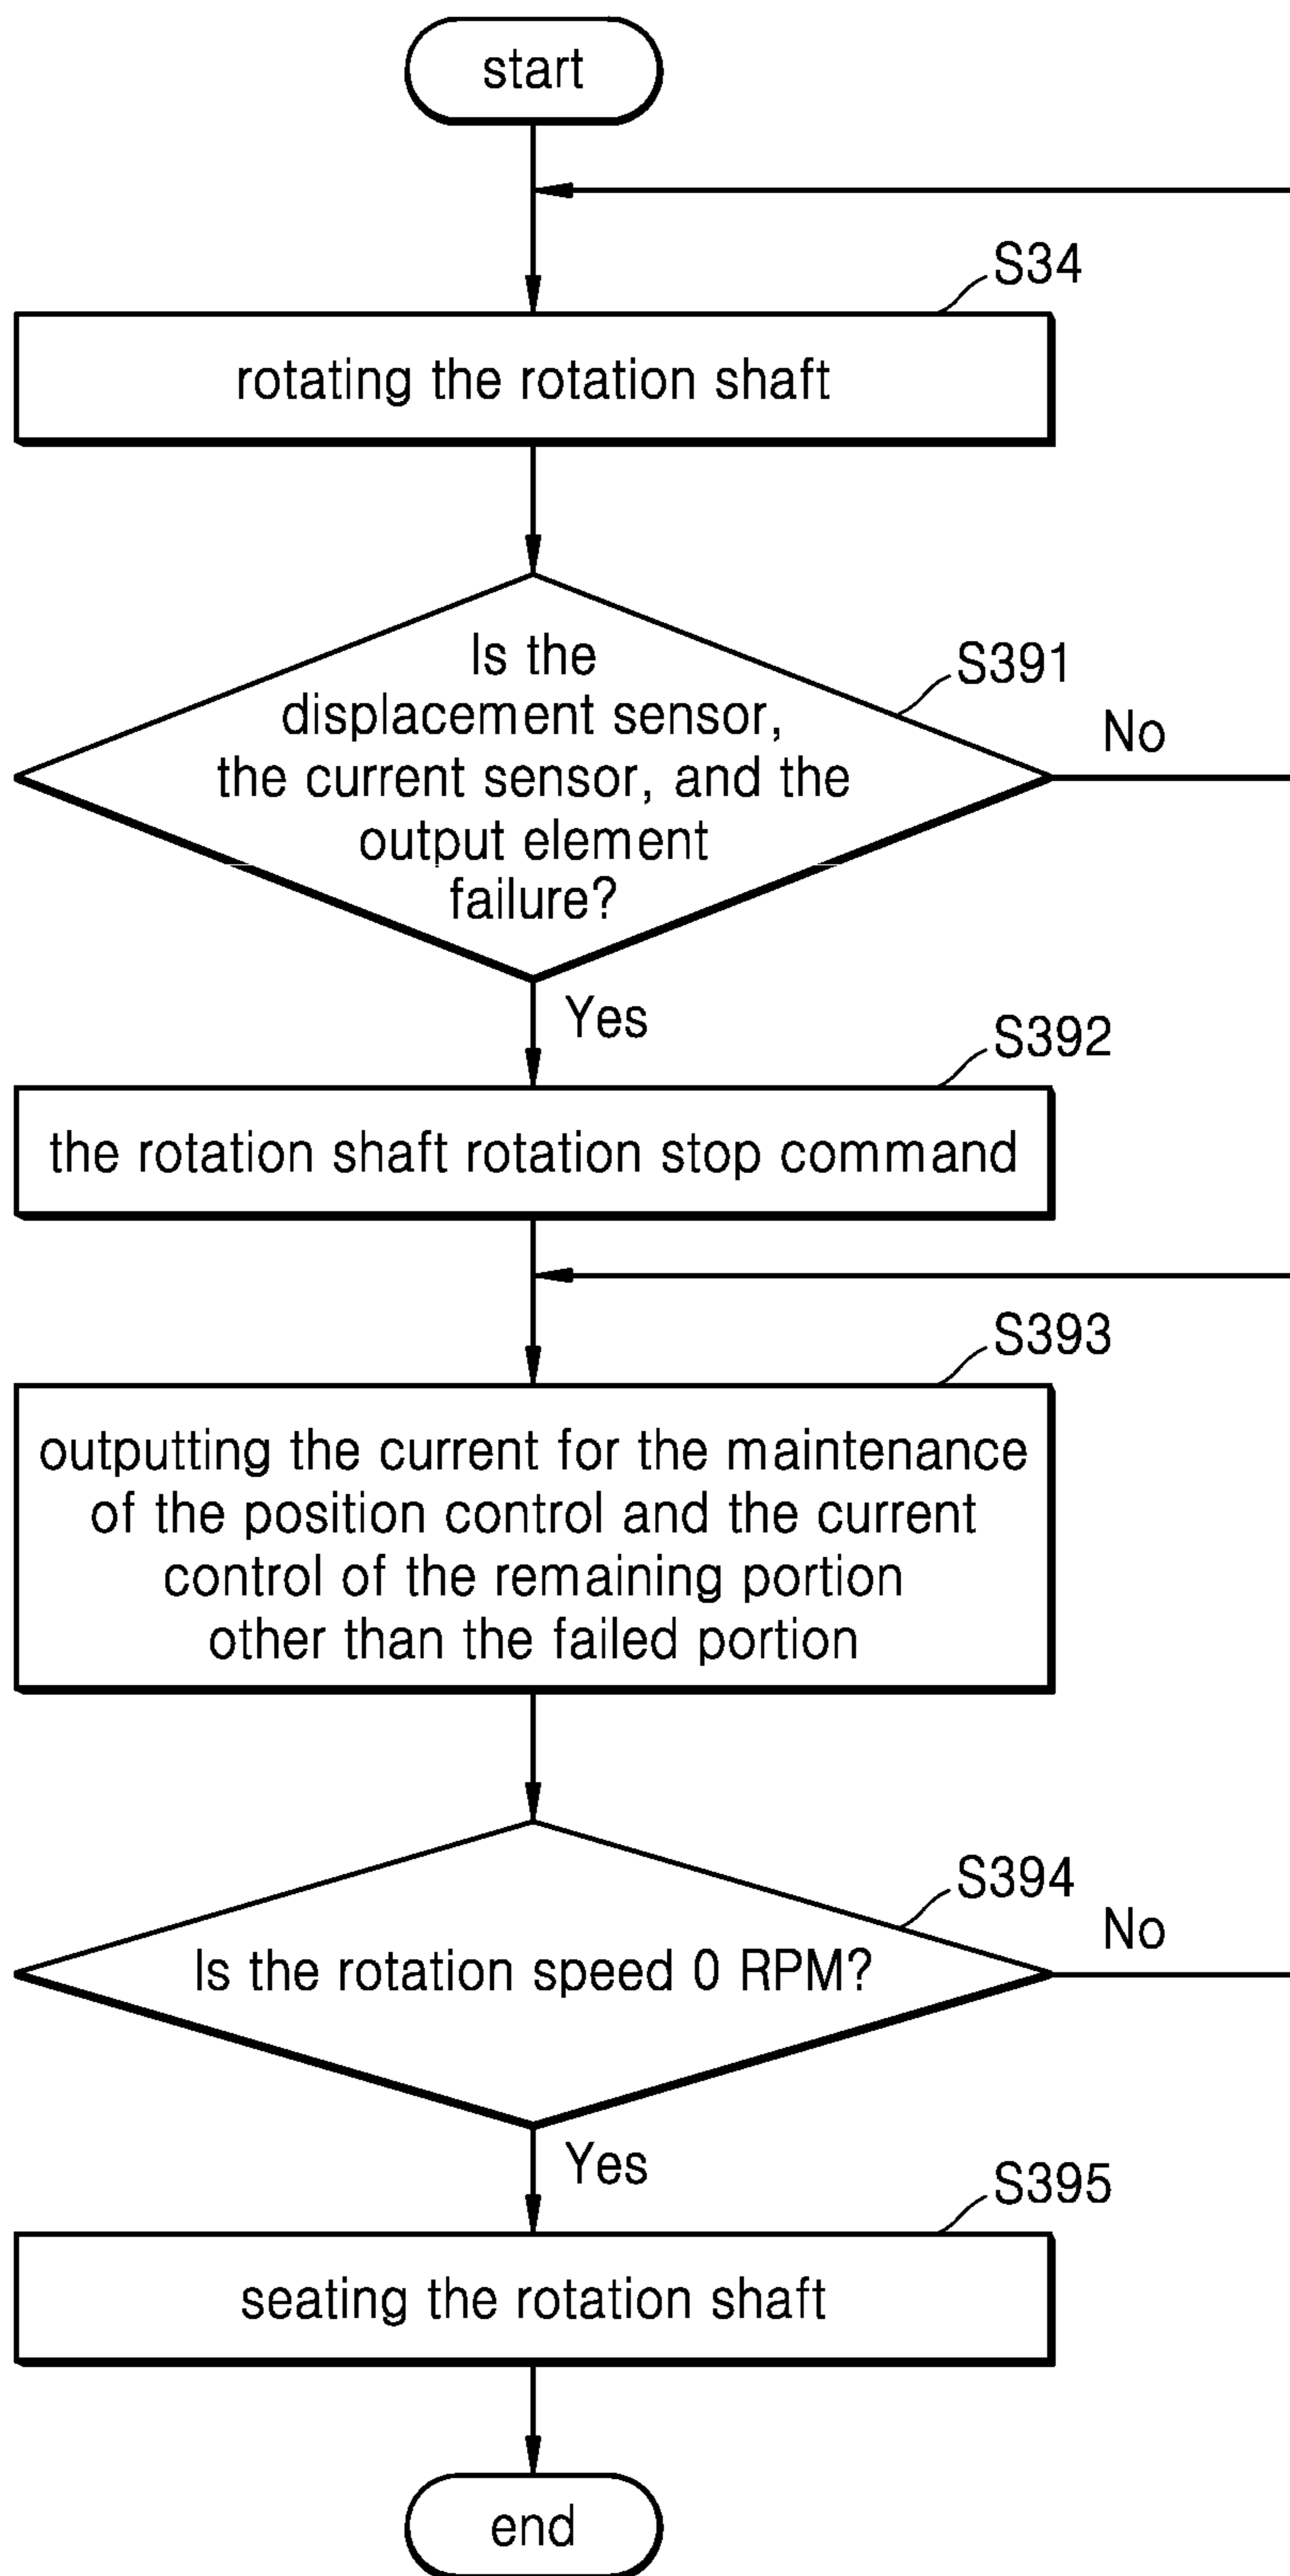 start
S34
rotating the rotation shaft
Is the
displacement sensor,
the current sensor, and the
output element
failure?
S391
No
Yes
S392
the rotation shaft rotation stop command
S393
outputting the current for the maintenance
of the position control and the current
control of the remaining portion
other than the failed portion
S394
No
Is the rotation speed 0 RPM?
Yes
S395
seating the rotation shaft
end